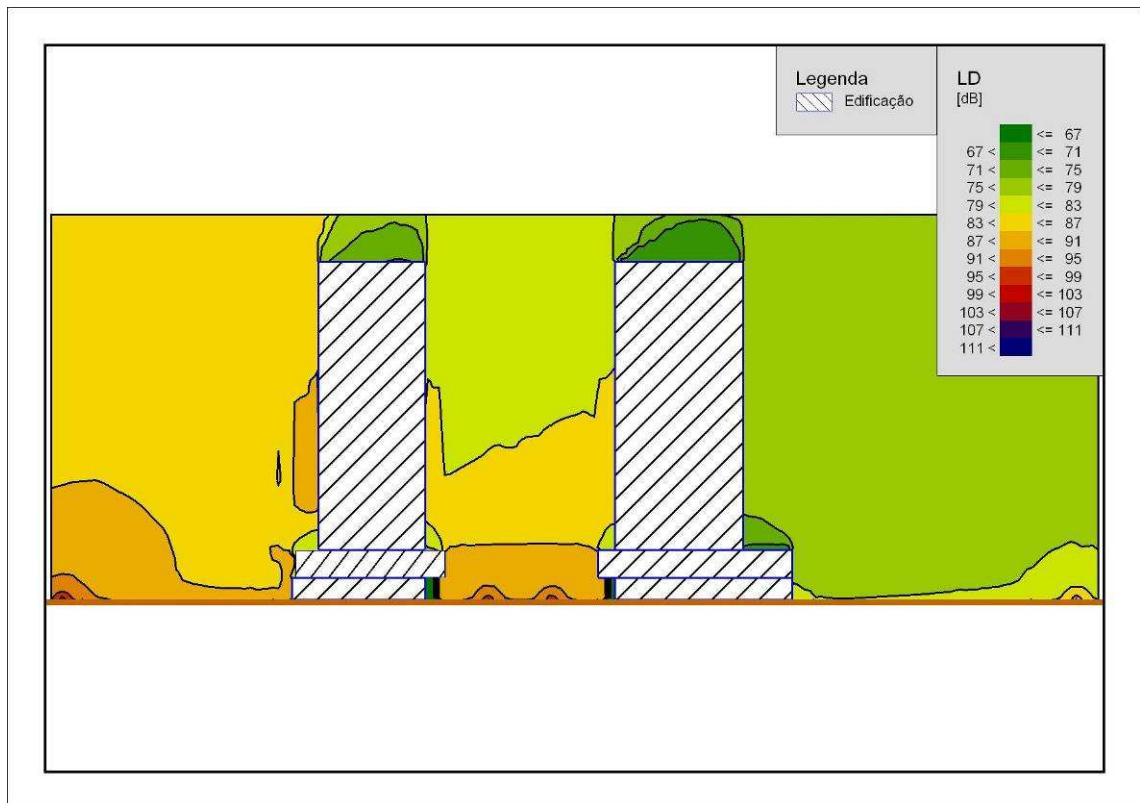 Legenda
Edificação
LD
[dB]
<= 67
67 < <= 71
71 < <= 75
75 < <= 79
79 < <= 83
83 < <= 87
87 < <= 91
91 < <= 95
95 < <= 99
99 < <= 103
103 < <= 107
107 < <= 111
111 <